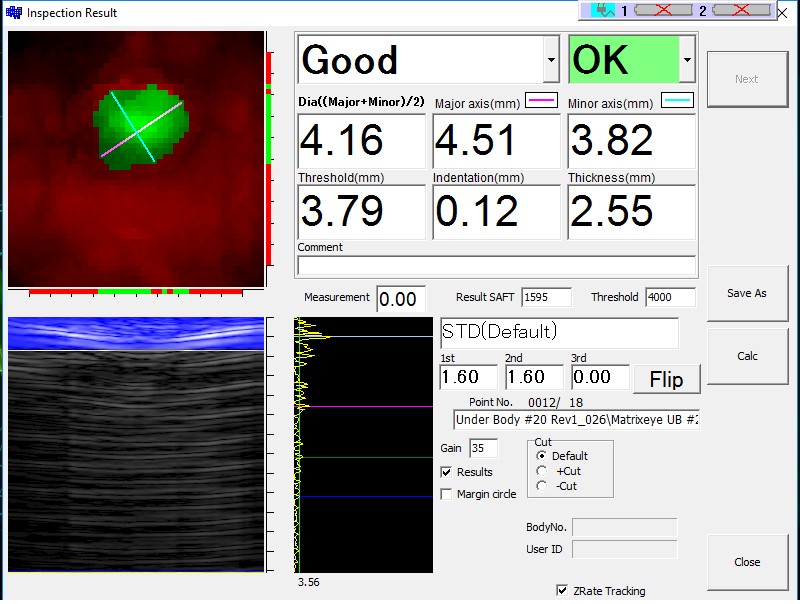 Inspection Result
1 2
Good OK
Next
Dia((Major+Minor)/2) Major axis(mm) Minor axis(mm)
4.16 4.51 3.82
Threshold(mm) Indentation(mm) Thickness(mm)
3.79 0.12 2.55
Comment
Measurement 0.00 Result SAFT 1595 Threshold 4000
Save As
STD(Default)
1st 2nd 3rd
1.60 1.60 0.00 Flip
Calc
Point No. 0012/ 18
Under Body #20 Rev1_026\Matrixeye UB #2
Gain 35
Cut
Default
+Cut
-Cut
Results
Margin circle
BodyNo.
User ID
Close
3.56
ZRate Tracking